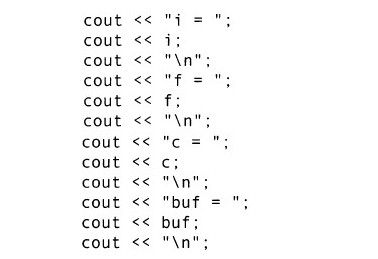 cout << "i = ";
cout << i;
cout << "\n";
cout << "f = ";
cout << f;
cout << "\n";
cout << "c = ";
cout << c;
cout << "\n";
cout << "buf = ";
cout << buf;
cout << "\n";